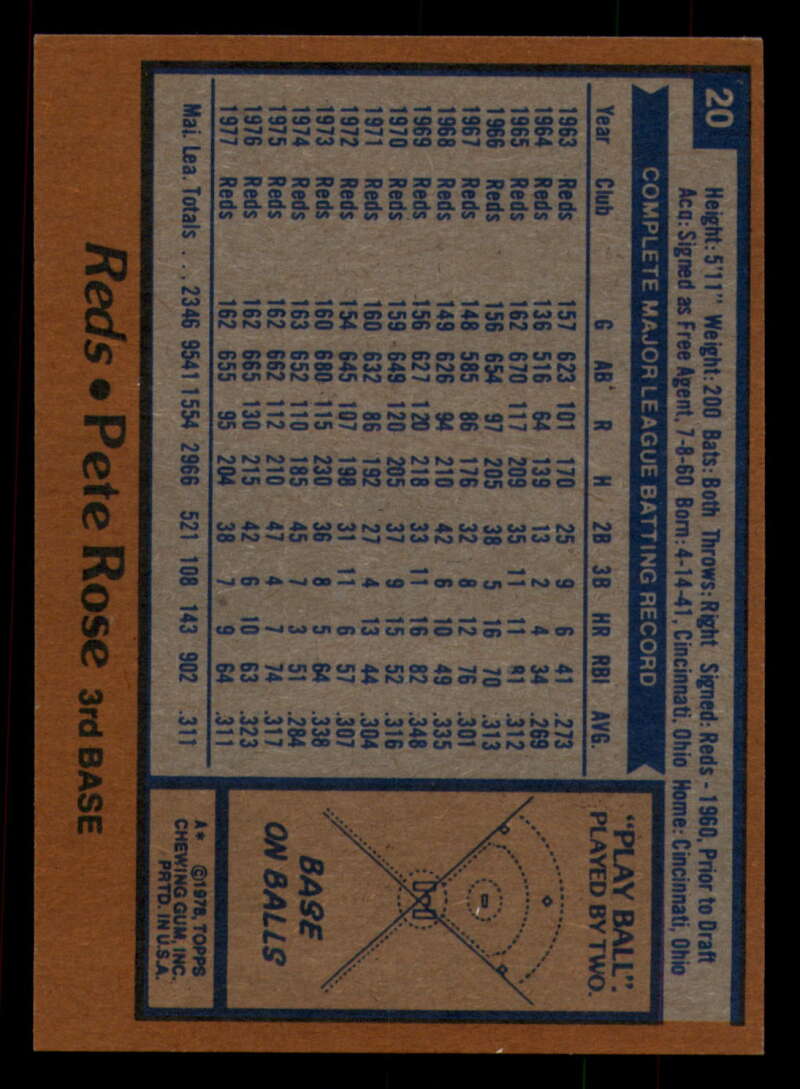 20
Height: 5'11" Weight: 200 Bats: Both Throws: Right Signed: Reds - 1960, Prior to Draft
Acq: Signed as Free Agent, 7-8-60 Born: 4-14-41, Cincinnati, Ohio Home: Cincinnati, Ohio
COMPLETE MAJOR LEAGUE BATTING RECORD
Year Club G AB R H 2B 3B HR RBI AVG.
1963 Reds 157 623 101 170 25 9 6 41 .273
1964 Reds 136 516 64 139 13 2 4 34 .269
1965 Reds 162 670 117 209 35 11 11 81 .312
1966 Reds 156 654 97 205 38 5 16 70 .313
1967 Reds 148 585 86 176 32 8 12 76 .301
1968 Reds 149 626 94 210 42 6 10 49 .335
1969 Reds 156 627 120 218 33 11 16 82 .348
1970 Reds 159 649 120 205 37 9 15 52 .316
1971 Reds 160 632 86 192 27 4 13 44 .304
1972 Reds 154 645 107 198 31 11 6 57 .307
1973 Reds 160 680 115 230 36 8 5 64 .338
1974 Reds 163 652 110 185 45 7 3 51 .284
1975 Reds 162 662 112 210 47 4 7 74 .317
1976 Reds 162 665 130 215 42 6 10 63 .323
1977 Reds 162 655 95 204 38 7 9 64 .311
Maj. Lea. Totals . . . 2346 9541 1554 2966 521 108 143 902 .311
"PLAY BALL".
PLAYED BY TWO.
BASE
ON BALLS
A* ©1978, TOPPS
CHEWING GUM, INC.
PRTD. IN U.S.A.
Reds • Pete Rose 3rd BASE